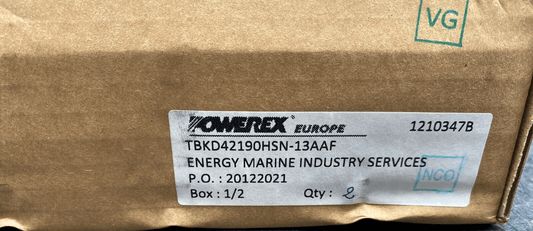 VG
POWEREX EUROPE 1210347B
TBKD42190HSN-13AAF
ENERGY MARINE INDUSTRY SERVICES
P.O. : 20122021
NCO
Box : 1/2 Qty : 2